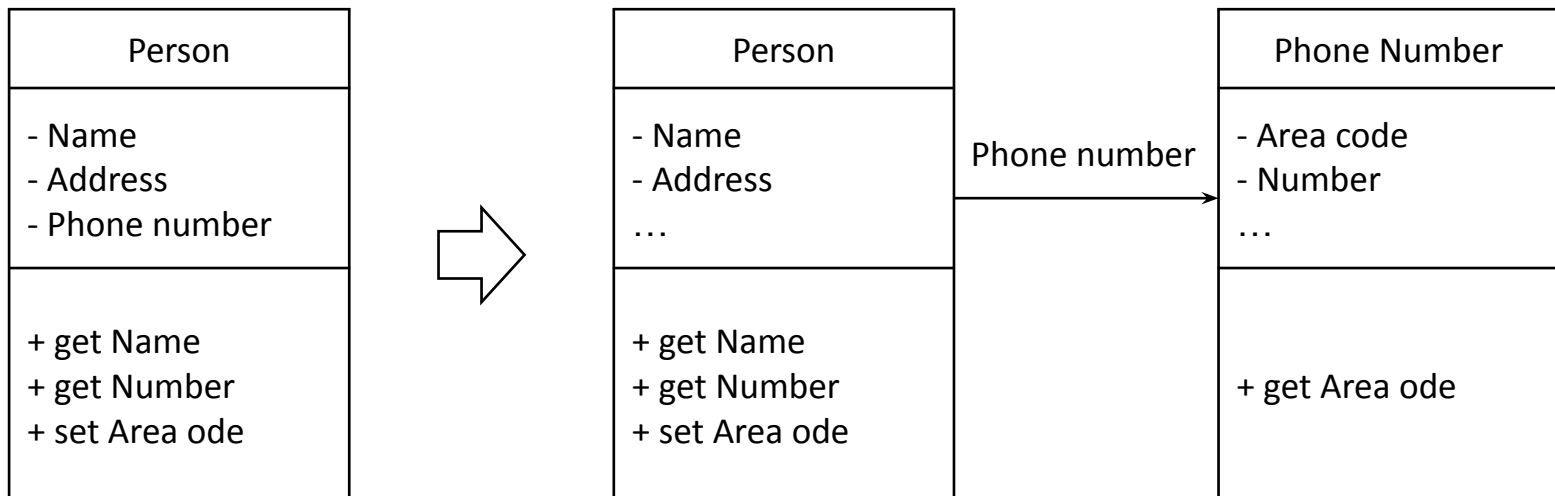 Person
- Name
- Address
- Phone number
+ get Name
+ get Number
+ set Area ode
Person
- Name
- Address
...
+ get Name
+ get Number
+ set Area ode
Phone number
Phone Number
- Area code
- Number
...
+ get Area ode